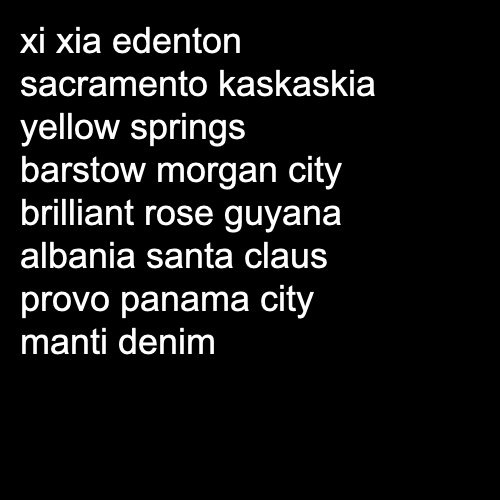 xi xia edenton
sacramento kaskaskia
yellow springs
barstow morgan city
brilliant rose guyana
albania santa claus
provo panama city
manti denim